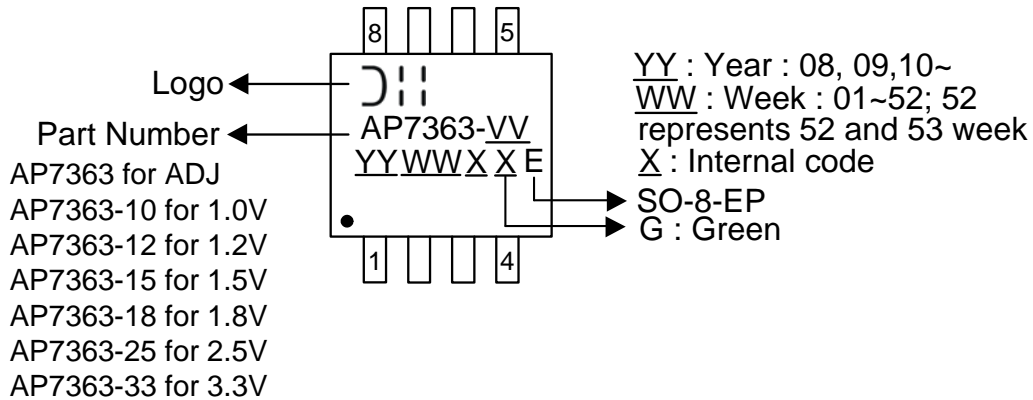 8 5
Logo
Part Number
AP7363 for ADJ
AP7363-10 for 1.0V
AP7363-12 for 1.2V
AP7363-15 for 1.5V
AP7363-18 for 1.8V
AP7363-25 for 2.5V
AP7363-33 for 3.3V
AP7363-VV
YY WW X X E
1 4
YY : Year : 08, 09,10~
WW : Week : 01~52; 52
represents 52 and 53 week
X : Internal code
SO-8-EP
G : Green